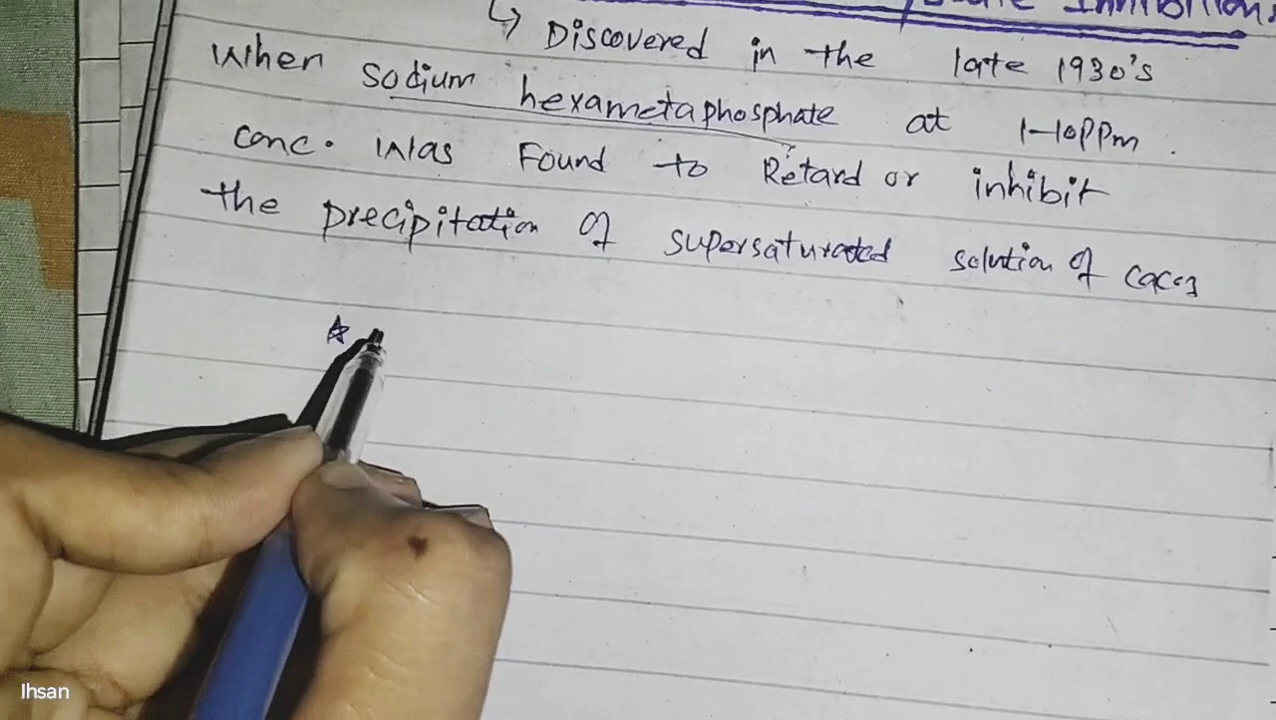 Inhibitions
↳ Discovered in the late 1930's
When sodium hexametaphosphate at 1-10ppm.
conc. was Found to Retard or inhibit
the precipitation of supersaturated solution of CaCO3
Ihsan